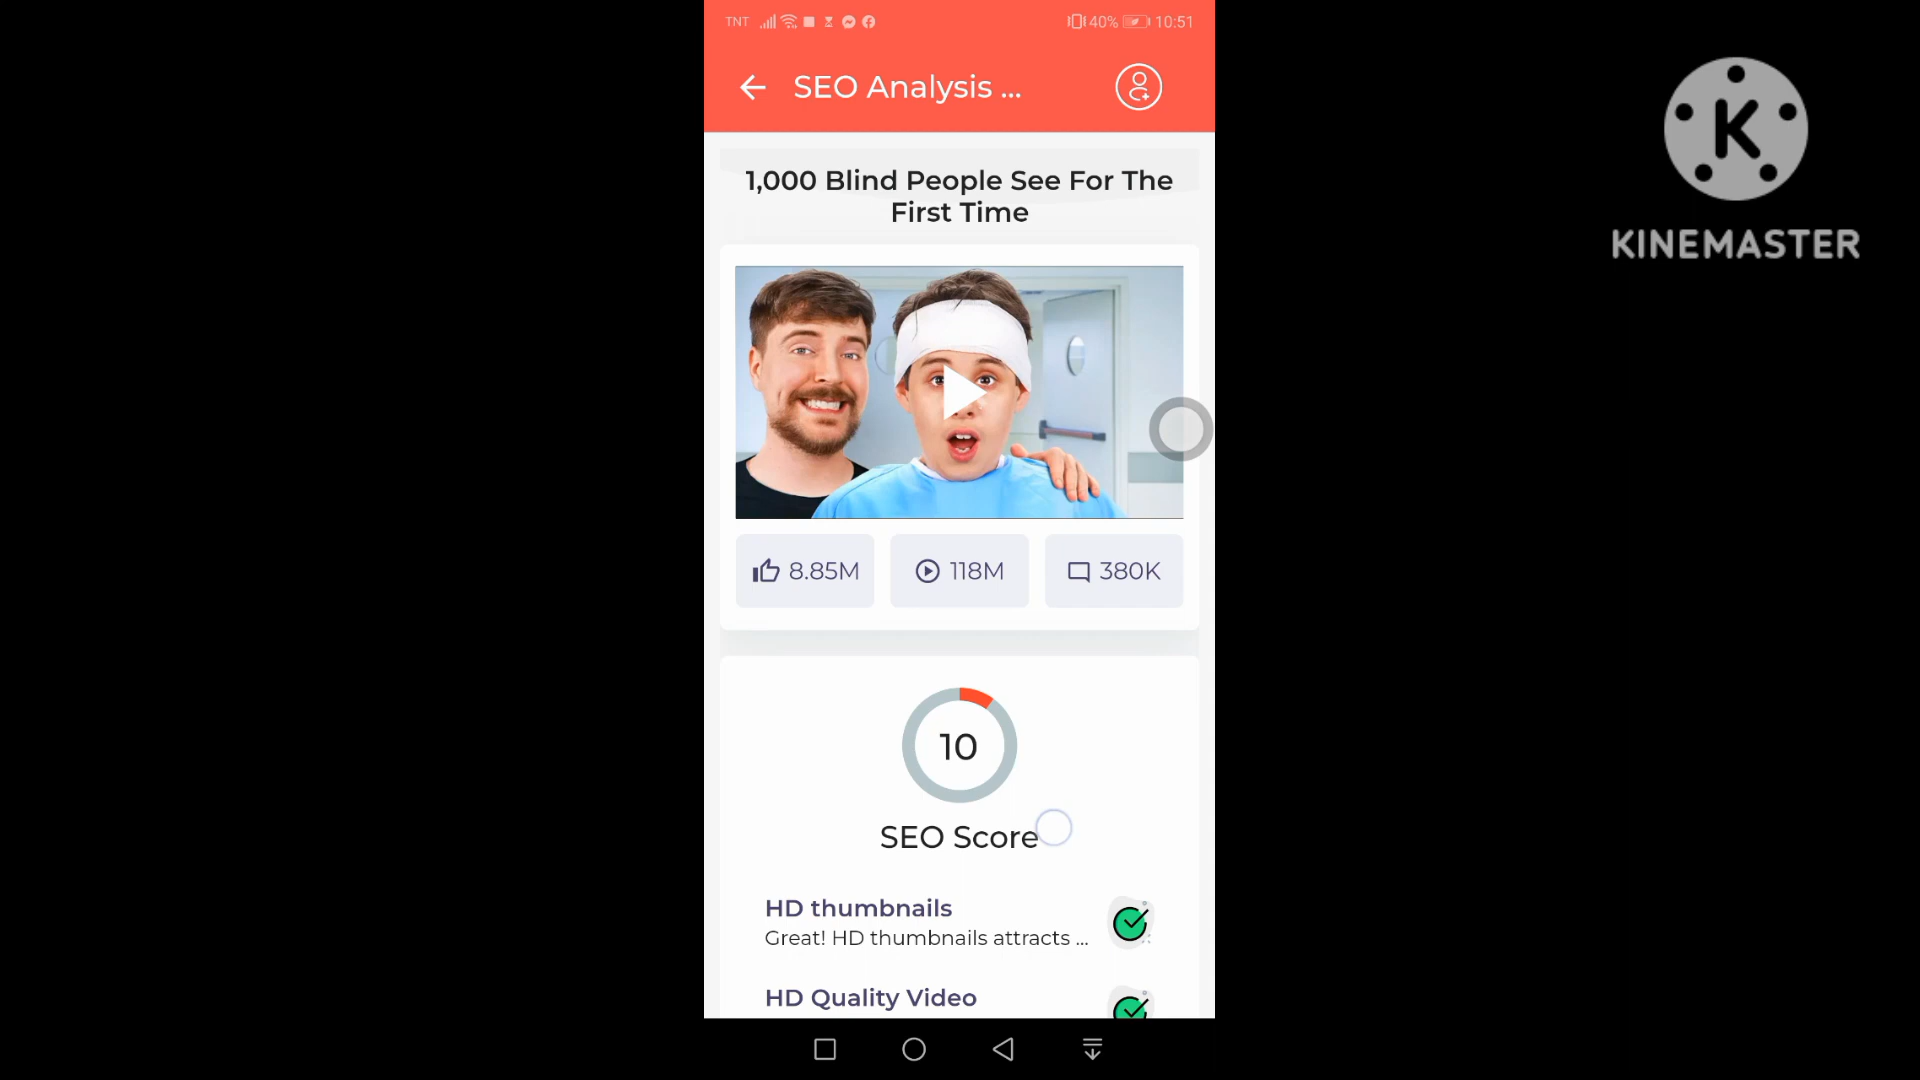 TNT 40% 10:51
SEO Analysis ...
1,000 Blind People See For The
First Time
8.85M 118M 380K
10
SEO Score
HD thumbnails
Great! HD thumbnails attracts ...
HD Quality Video
K
KINEMASTER